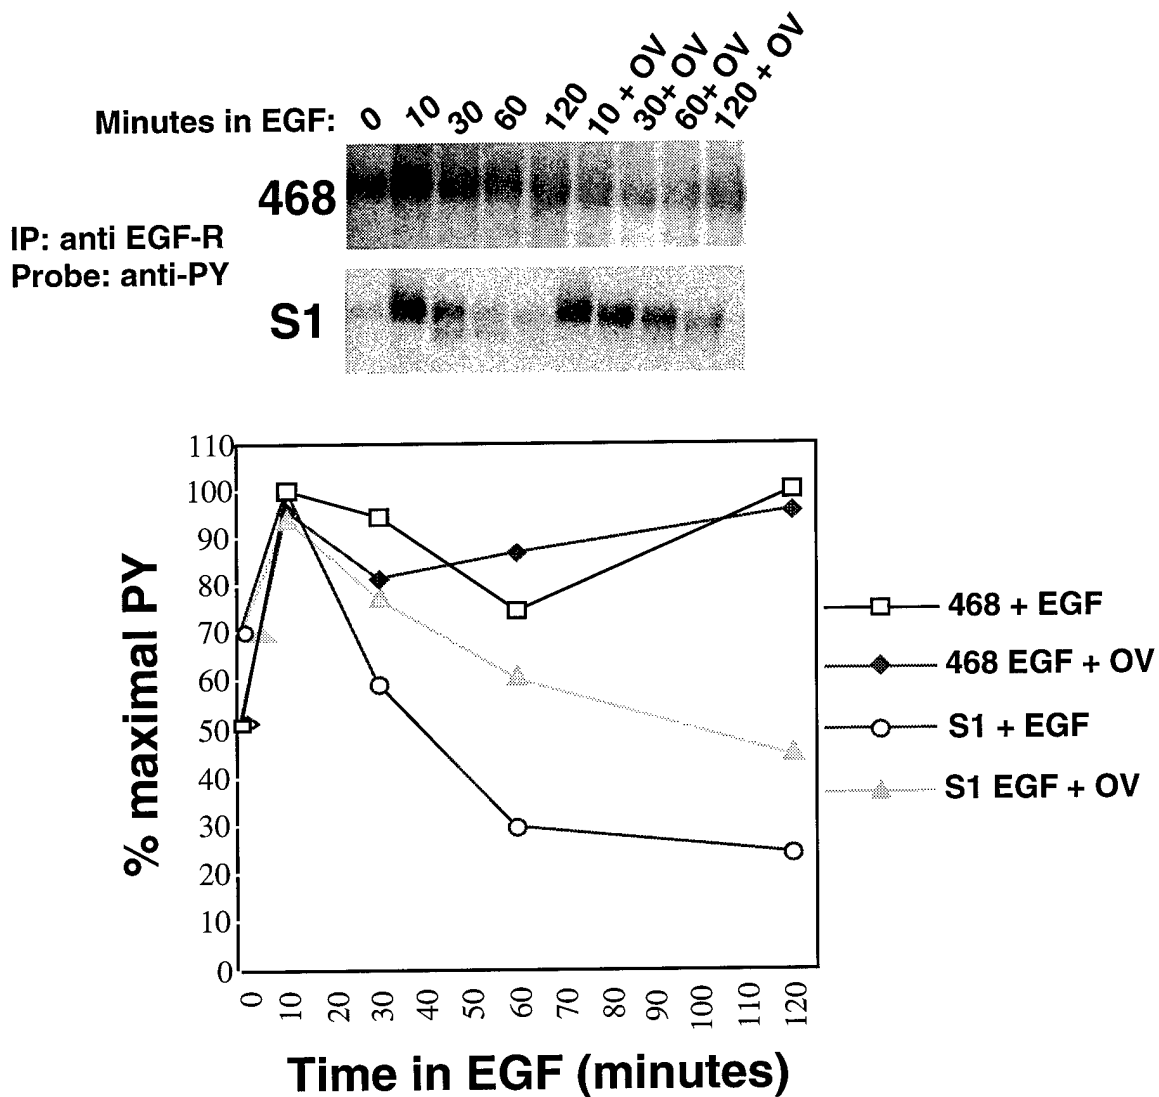 Minutes in EGF: 0 10 30 60 120 10 + OV 30+ OV 60+ OV 120 + OV
468
IP: anti EGF-R
Probe: anti-PY
S1
110
100
90
80
70
60
50
40
30
20
10
0
% maximal PY
0 10 20 30 40 50 60 70 80 90 100 110 120
Time in EGF (minutes)
468 + EGF
468 EGF + OV
S1 + EGF
S1 EGF + OV